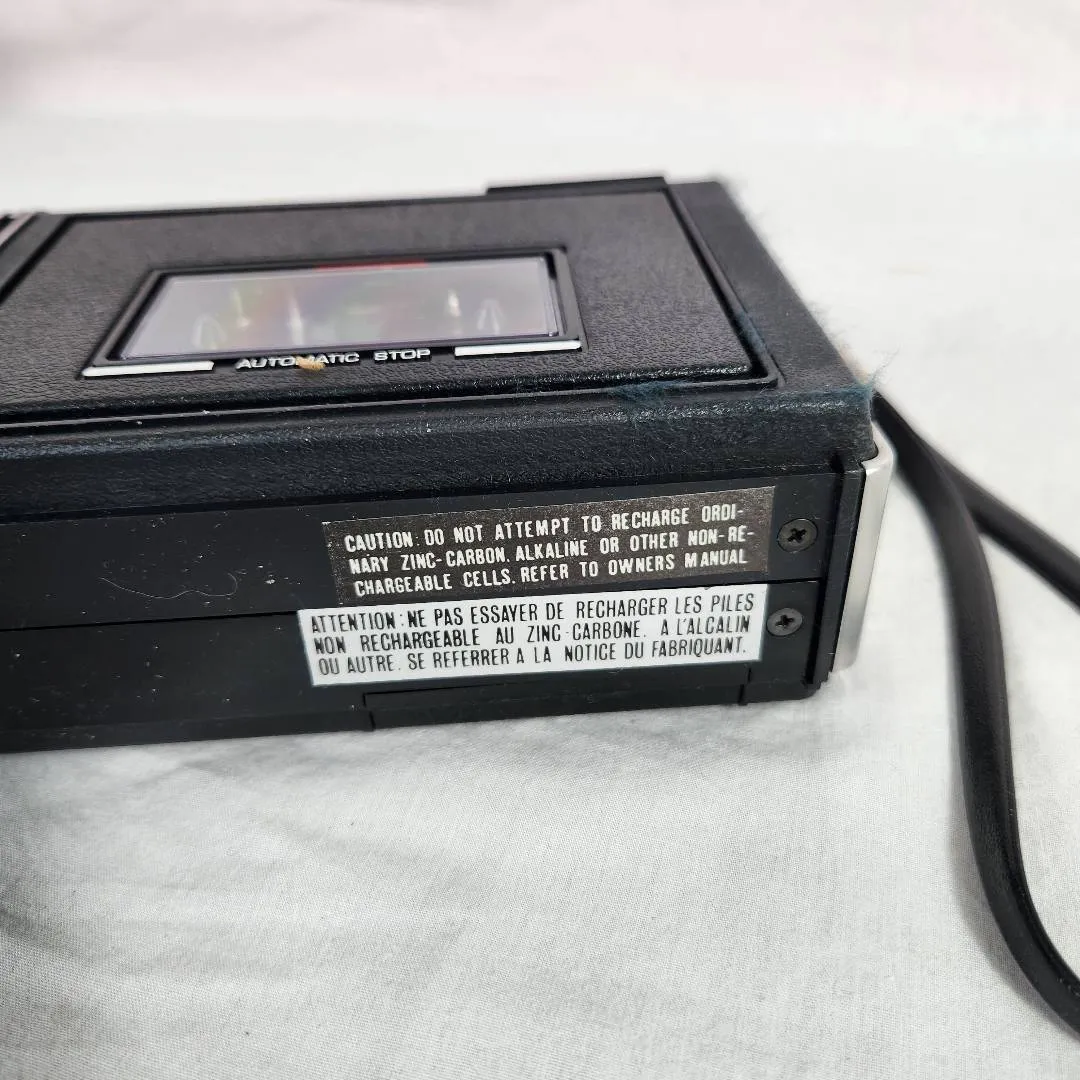 AUTOMATIC STOP
CAUTION: DO NOT ATTEMPT TO RECHARGE ORDI-
NARY ZINC-CARBON, ALKALINE OR OTHER NON-RE-
CHARGEABLE CELLS. REFER TO OWNERS MANUAL
ATTENTION: NE PAS ESSAYER DE RECHARGER LES PILES
NON RECHARGEABLE AU ZINC-CARBONE. A L'ALCALIN
OU AUTRE. SE REFERRER A LA NOTICE DU FABRIQUANT.